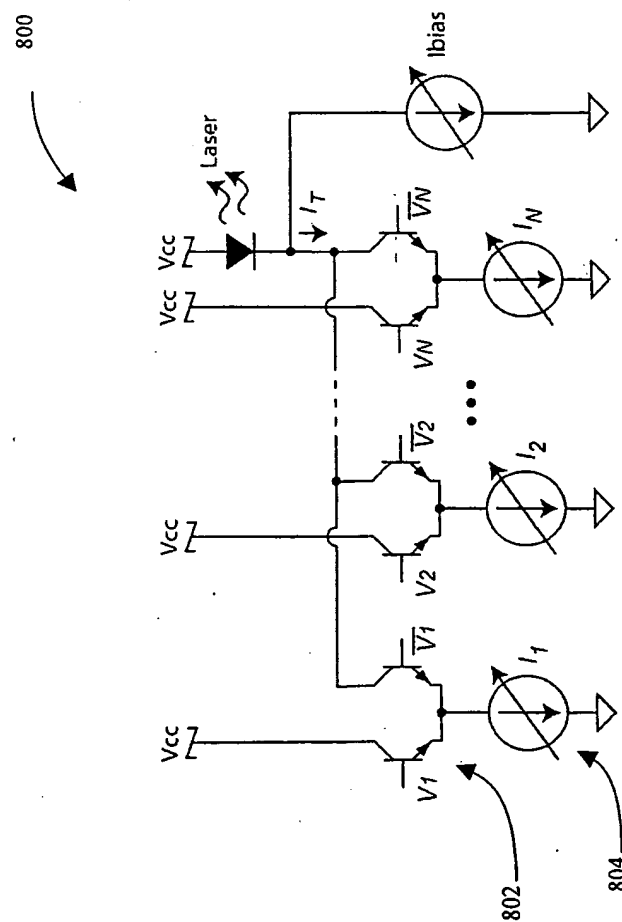 800
Laser
Vcc
Vcc
Vcc
Vcc
I_T
Ibias
V1
V̅1̅
V2
V̅2̅
VN
V̅N̅
I_1
I_2
I_N
802
804